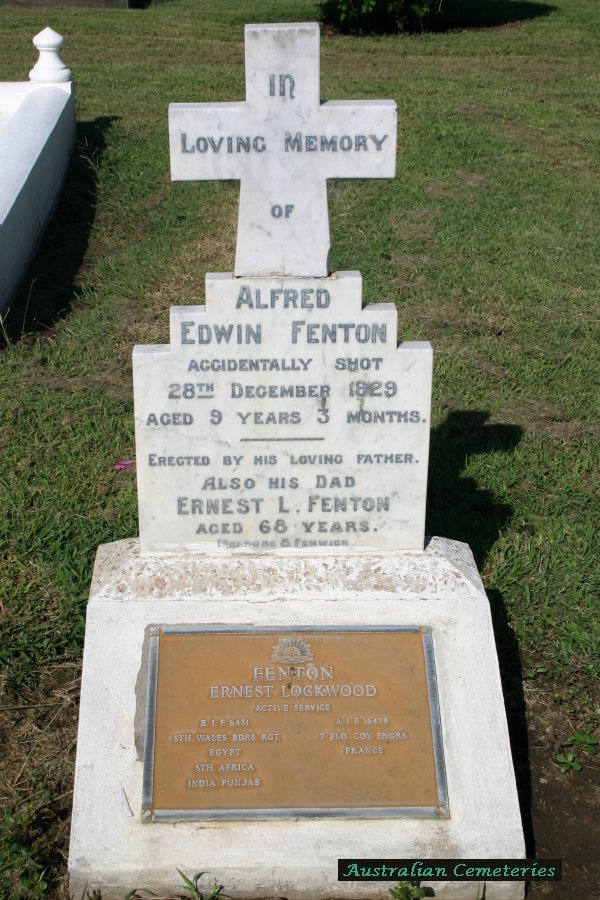 IN
LOVING MEMORY
OF
ALFRED
EDWIN FENTON
ACCIDENTALLY SHOT
28TH DECEMBER 1929
AGED 9 YEARS 3 MONTHS.
ERECTED BY HIS LOVING FATHER.
ALSO HIS DAD
ERNEST L. FENTON
AGED 68 YEARS.
MELROSE & FENWICK
FENTON
ERNEST LOCKWOOD
ACTIVE SERVICE
B.I.F. 6431
STH. WALES BDRS. RGT.
EGYPT
STH. AFRICA
INDIA PUNJAB
A.I.F. 16479
7 FLD. COY. ENGRS.
FRANCE
Australian Cemeteries